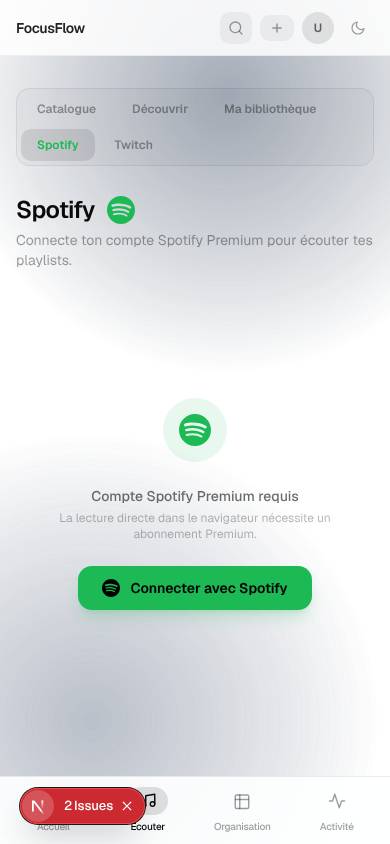 FocusFlow
U
Catalogue
Découvrir
Ma bibliothèque
Spotify
Twitch
Spotify
Connecte ton compte Spotify Premium pour écouter tes
playlists.
Compte Spotify Premium requis
La lecture directe dans le navigateur nécessite un
abonnement Premium.
Connecter avec Spotify
N
2 Issues
Accueil
Écouter
Organisation
Activité